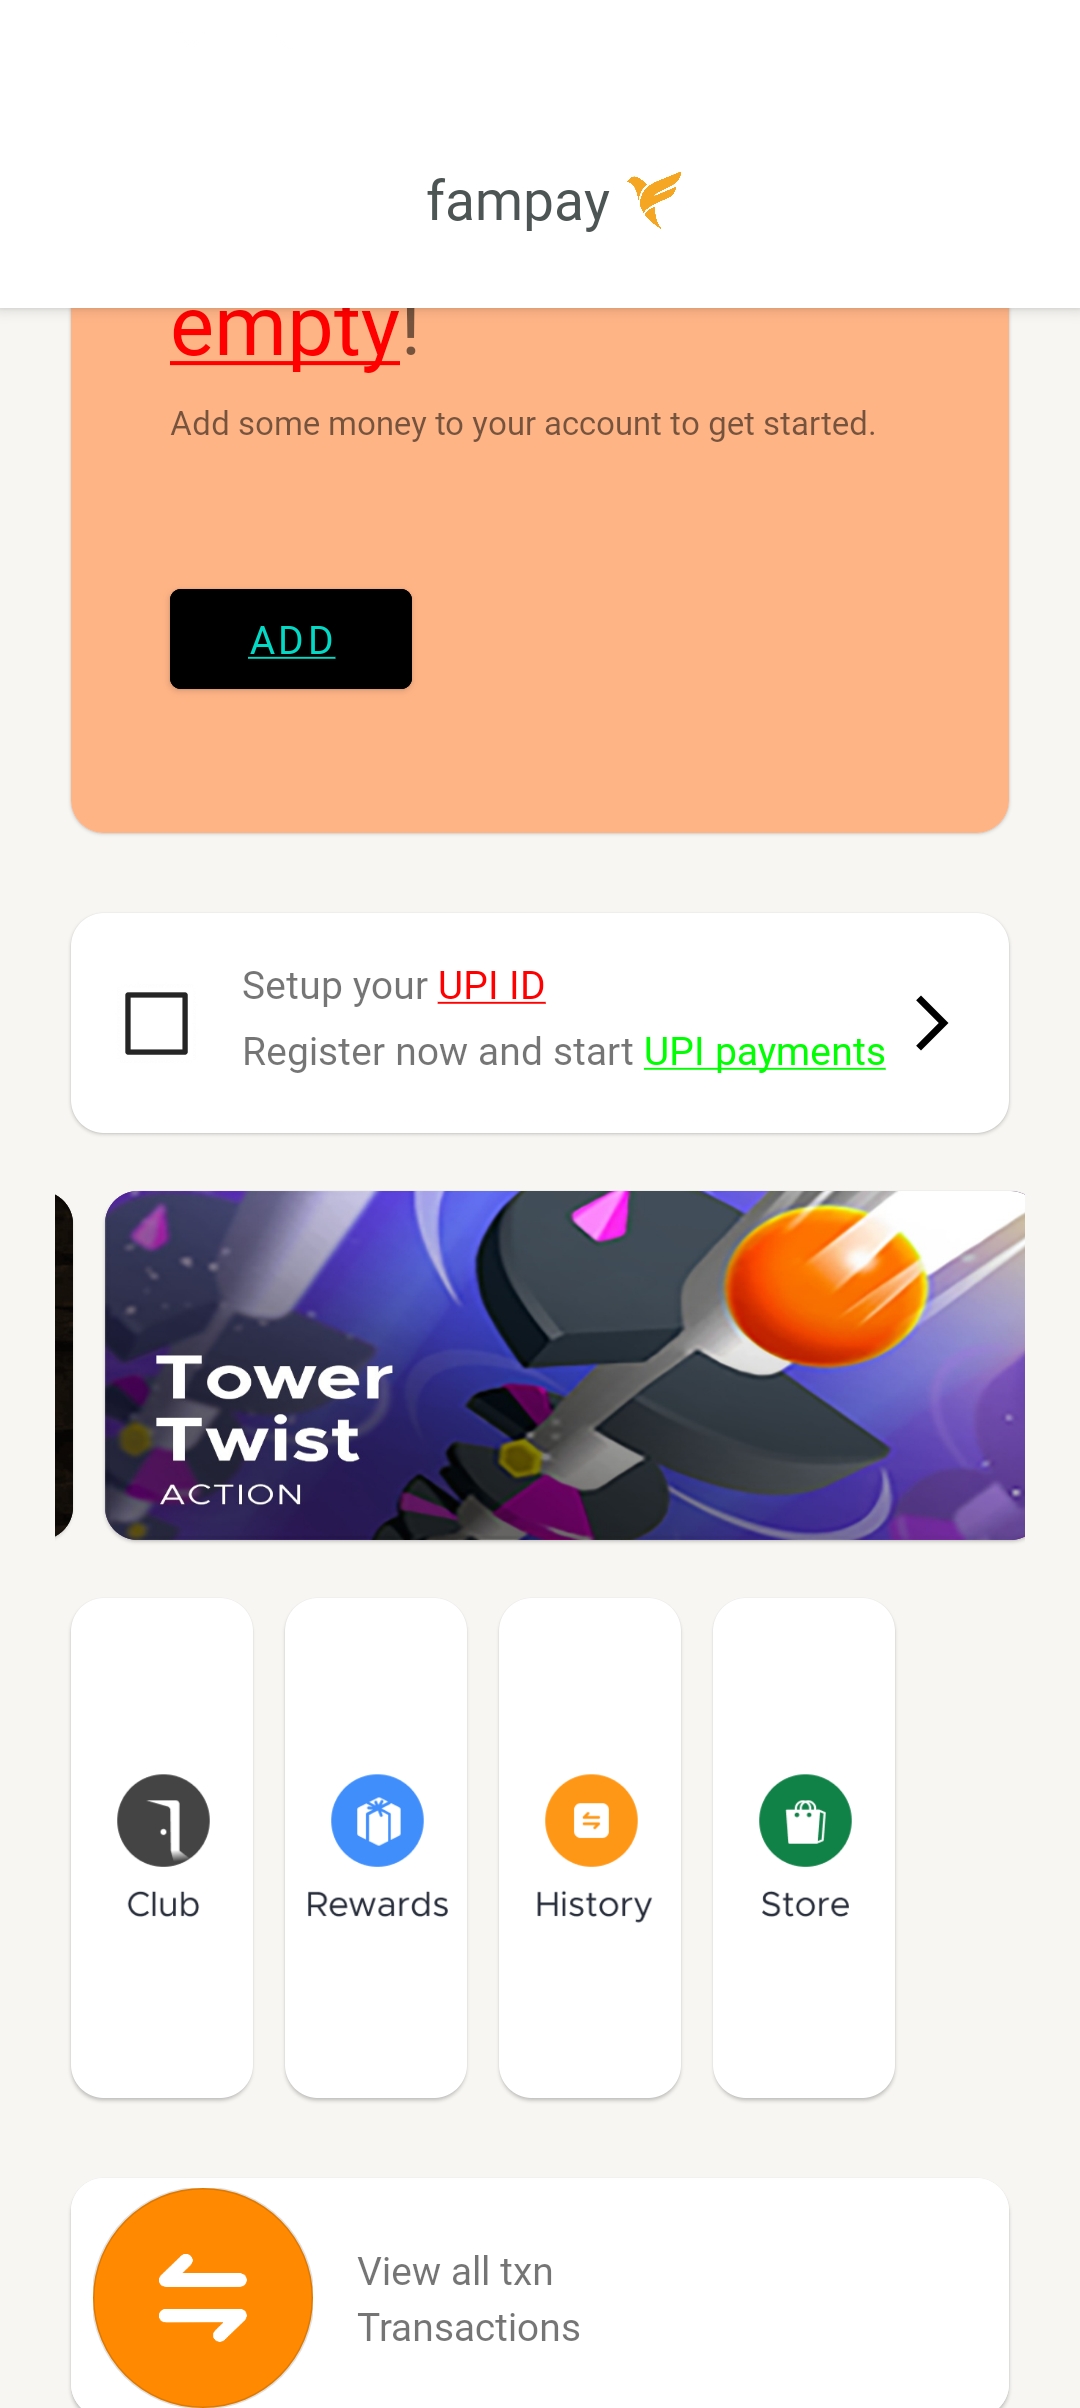 fampay
empty!
Add some money to your account to get started.
ADD
Setup your UPI ID
Register now and start UPI payments
Tower
Twist
ACTION
Club
Rewards
History
Store
View all txn
Transactions